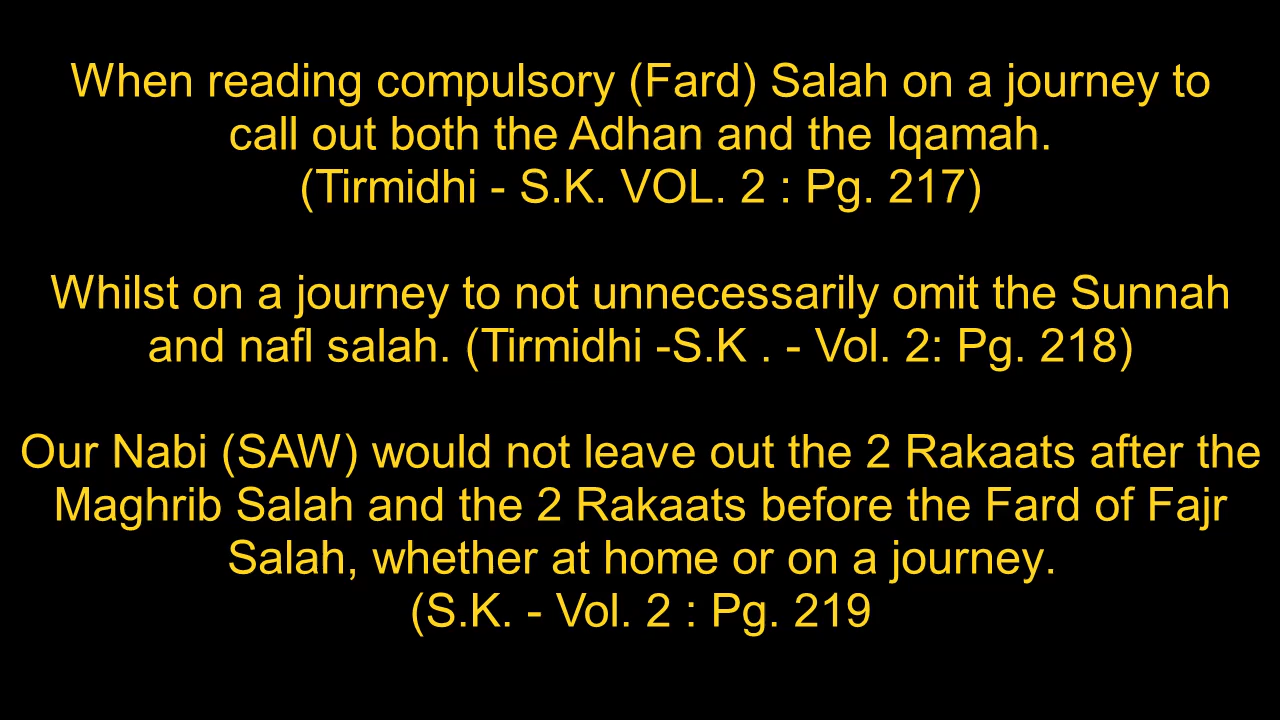 When reading compulsory (Fard) Salah on a journey to
call out both the Adhan and the Iqamah.
(Tirmidhi - S.K. VOL. 2 : Pg. 217)
Whilst on a journey to not unnecessarily omit the Sunnah
and nafl salah. (Tirmidhi -S.K . - Vol. 2: Pg. 218)
Our Nabi (SAW) would not leave out the 2 Rakaats after the
Maghrib Salah and the 2 Rakaats before the Fard of Fajr
Salah, whether at home or on a journey.
(S.K. - Vol. 2 : Pg. 219